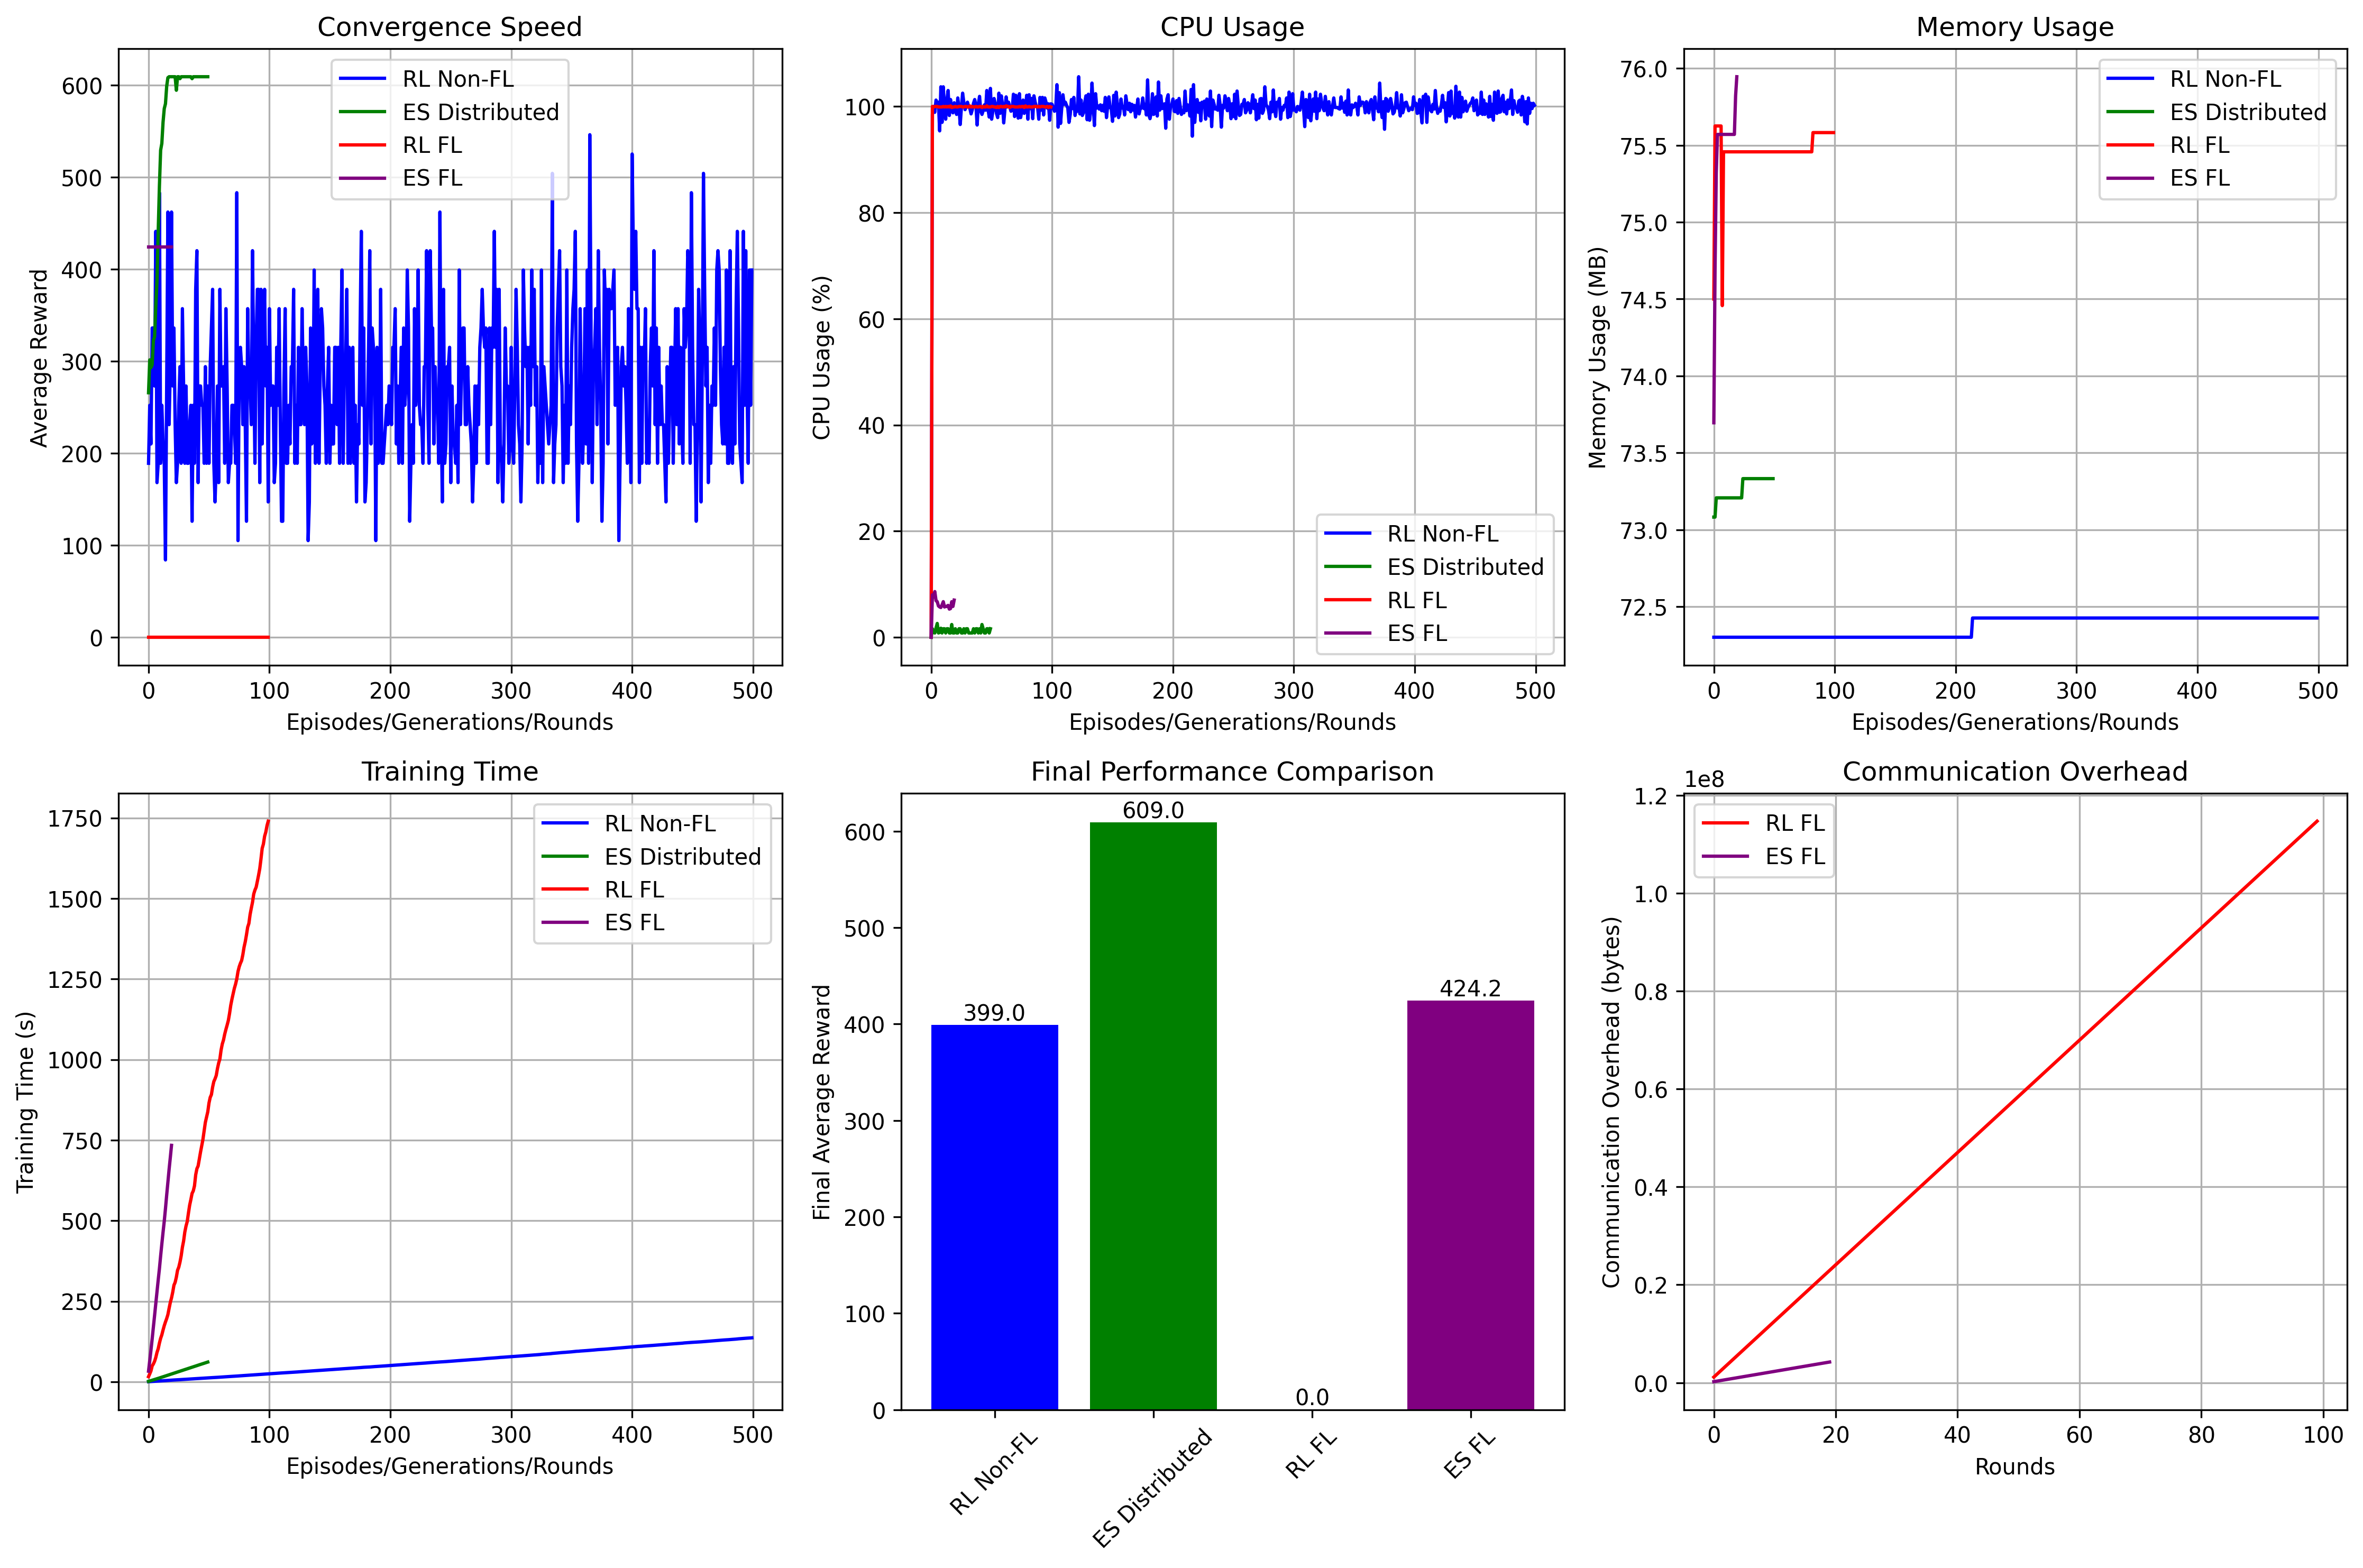 Convergence Speed
600
500
400
300
200
100
0
Average Reward
RL Non-FL
ES Distributed
RL FL
ES FL
0 100 200 300 400 500
Episodes/Generations/Rounds
CPU Usage
100
80
60
40
20
0
CPU Usage (%)
RL Non-FL
ES Distributed
RL FL
ES FL
0 100 200 300 400 500
Episodes/Generations/Rounds
Memory Usage
76.0
75.5
75.0
74.5
74.0
73.5
73.0
72.5
Memory Usage (MB)
RL Non-FL
ES Distributed
RL FL
ES FL
0 100 200 300 400 500
Episodes/Generations/Rounds
Training Time
1750
1500
1250
1000
750
500
250
0
Training Time (s)
RL Non-FL
ES Distributed
RL FL
ES FL
0 100 200 300 400 500
Episodes/Generations/Rounds
Final Performance Comparison
600
500
400
300
200
100
0
Final Average Reward
399.0
609.0
0.0
424.2
RL Non-FL
ES Distributed
RL FL
ES FL
Communication Overhead
1e8
1.2
1.0
0.8
0.6
0.4
0.2
0.0
Communication Overhead (bytes)
RL FL
ES FL
0 20 40 60 80 100
Rounds